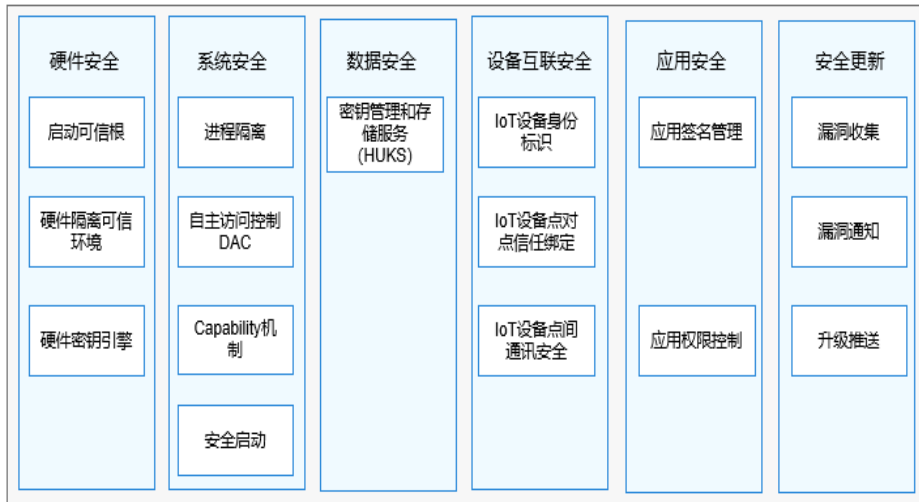 硬件安全
启动可信根
硬件隔离可信
环境
硬件密钥引擎
系统安全
进程隔离
自主访问控制
DAC
Capability机
制
安全启动
数据安全
密钥管理和存
储服务
(HUKS)
设备互联安全
IoT设备身份
标识
IoT设备点对
点信任绑定
IoT设备点间
通讯安全
应用安全
应用签名管理
应用权限控制
安全更新
漏洞收集
漏洞通知
升级推送